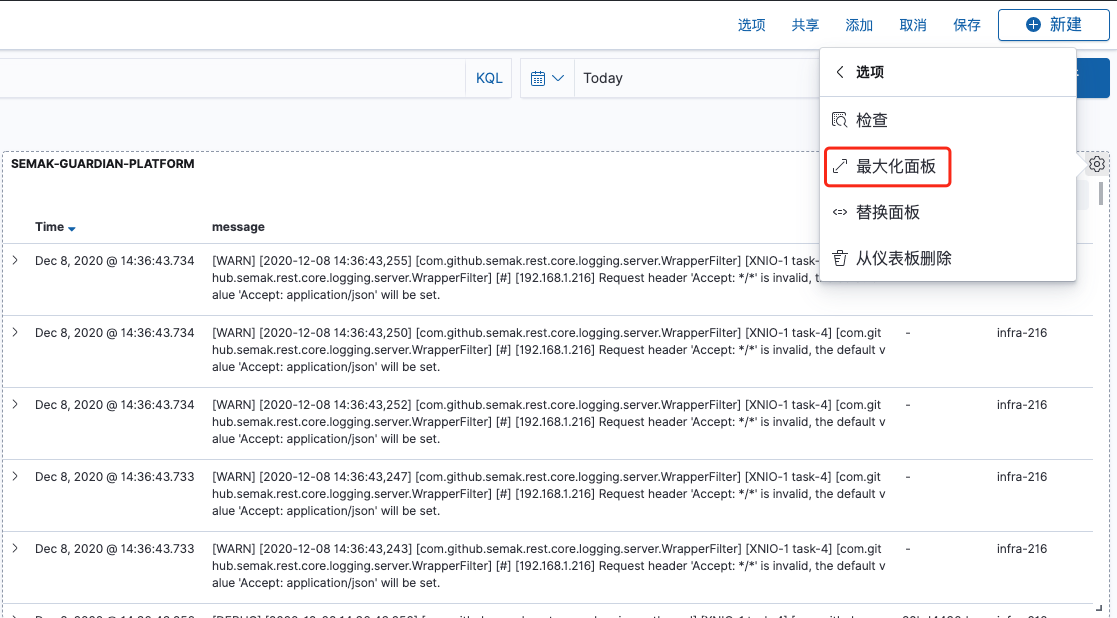 选项 共享 添加 取消 保存 新建
KQL Today
选项
检查
最大化面板
替换面板
从仪表板删除
SEMAK-GUARDIAN-PLATFORM
Time message
Dec 8, 2020 @ 14:36:43.734 [WARN] [2020-12-08 14:36:43,255] [com.github.semak.rest.core.logging.server.WrapperFilter] [XNIO-1 task-
hub.semak.rest.core.logging.server.WrapperFilter] [#] [192.168.1.216] Request header 'Accept: */*' is invalid,
alue 'Accept: application/json' will be set.
Dec 8, 2020 @ 14:36:43.734 [WARN] [2020-12-08 14:36:43,250] [com.github.semak.rest.core.logging.server.WrapperFilter] [XNIO-1 task-4] [com.git - infra-216
hub.semak.rest.core.logging.server.WrapperFilter] [#] [192.168.1.216] Request header 'Accept: */*' is invalid, the default v
alue 'Accept: application/json' will be set.
Dec 8, 2020 @ 14:36:43.734 [WARN] [2020-12-08 14:36:43,252] [com.github.semak.rest.core.logging.server.WrapperFilter] [XNIO-1 task-4] [com.git - infra-216
hub.semak.rest.core.logging.server.WrapperFilter] [#] [192.168.1.216] Request header 'Accept: */*' is invalid, the default v
alue 'Accept: application/json' will be set.
Dec 8, 2020 @ 14:36:43.733 [WARN] [2020-12-08 14:36:43,247] [com.github.semak.rest.core.logging.server.WrapperFilter] [XNIO-1 task-4] [com.git - infra-216
hub.semak.rest.core.logging.server.WrapperFilter] [#] [192.168.1.216] Request header 'Accept: */*' is invalid, the default v
alue 'Accept: application/json' will be set.
Dec 8, 2020 @ 14:36:43.733 [WARN] [2020-12-08 14:36:43,243] [com.github.semak.rest.core.logging.server.WrapperFilter] [XNIO-1 task-4] [com.git - infra-216
hub.semak.rest.core.logging.server.WrapperFilter] [#] [192.168.1.216] Request header 'Accept: */*' is invalid, the default v
alue 'Accept: application/json' will be set.